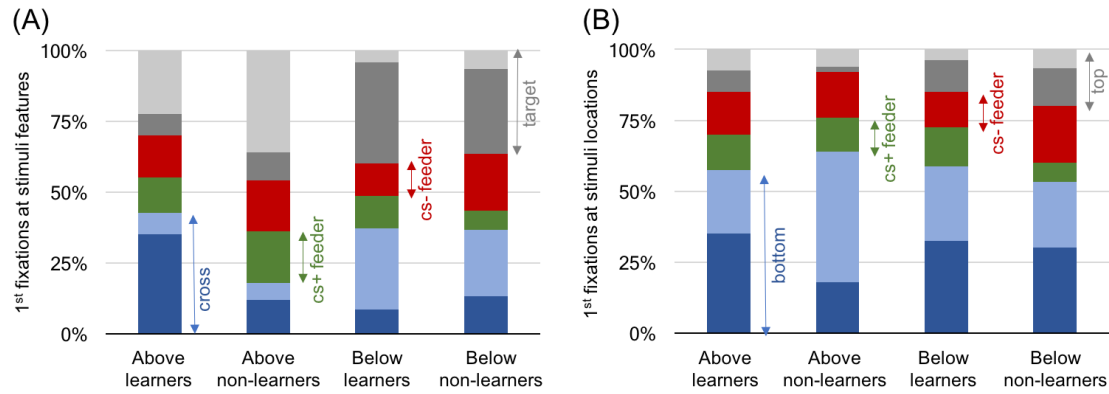 (A)
1st fixations at stimuli features
100%
75%
50%
25%
0%
cross
cs+ feeder
cs- feeder
target
Above
learners
Above
non-learners
Below
learners
Below
non-learners
(B)
1st fixations at stimuli locations
100%
75%
50%
25%
0%
bottom
cs+ feeder
cs- feeder
top
Above
learners
Above
non-learners
Below
learners
Below
non-learners